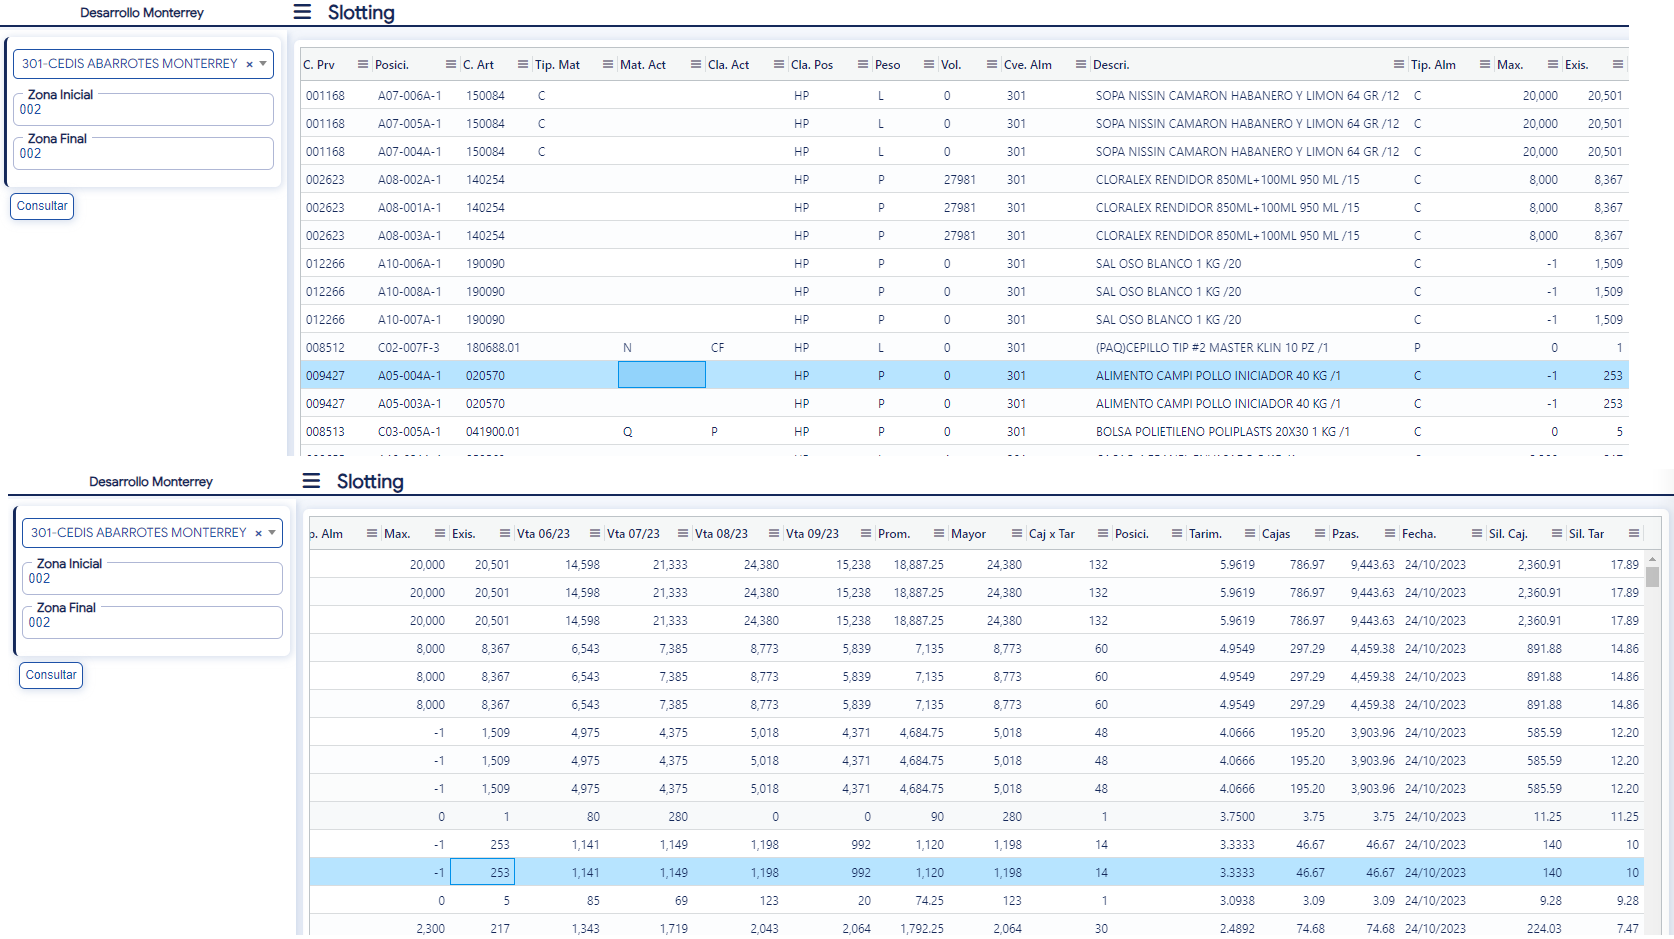 Desarrollo Monterrey
Slotting
301-CEDIS ABARROTES MONTERREY × 
Zona Inicial
002
Zona Final
002
Consultar
C. Prv Posici. C. Art Tip. Mat Mat. Act Cla. Act Cla. Pos Peso Vol. Cve. Alm Descri. Tip. Alm Max. Exis.
001168 A07-006A-1 150084 C HP L 0 301 SOPA NISSIN CAMARON HABANERO Y LIMON 64 GR /12 C 20,000 20,501
001168 A07-005A-1 150084 C HP L 0 301 SOPA NISSIN CAMARON HABANERO Y LIMON 64 GR /12 C 20,000 20,501
001168 A07-004A-1 150084 C HP L 0 301 SOPA NISSIN CAMARON HABANERO Y LIMON 64 GR /12 C 20,000 20,501
002623 A08-002A-1 140254 HP P 27981 301 CLORALEX RENDIDOR 850ML+100ML 950 ML /15 C 8,000 8,367
002623 A08-001A-1 140254 HP P 27981 301 CLORALEX RENDIDOR 850ML+100ML 950 ML /15 C 8,000 8,367
002623 A08-003A-1 140254 HP P 27981 301 CLORALEX RENDIDOR 850ML+100ML 950 ML /15 C 8,000 8,367
012266 A10-006A-1 190090 HP P 0 301 SAL OSO BLANCO 1 KG /20 C -1 1,509
012266 A10-008A-1 190090 HP P 0 301 SAL OSO BLANCO 1 KG /20 C -1 1,509
012266 A10-007A-1 190090 HP P 0 301 SAL OSO BLANCO 1 KG /20 C -1 1,509
008512 C02-007F-3 180688.01 N CF HP L 0 301 (PAQ)CEPILLO TIP #2 MASTER KLIN 10 PZ /1 P 0 1
009427 A05-004A-1 020570 HP P 0 301 ALIMENTO CAMPI POLLO INICIADOR 40 KG /1 C -1 253
009427 A05-003A-1 020570 HP P 0 301 ALIMENTO CAMPI POLLO INICIADOR 40 KG /1 C -1 253
008513 C03-005A-1 041900.01 Q P HP P 0 301 BOLSA POLIETILENO POLIPLASTS 20X30 1 KG /1 C 0 5
Desarrollo Monterrey
Slotting
301-CEDIS ABARROTES MONTERREY ×
Zona Inicial
002
Zona Final
002
Consultar
p. Alm Max. Exis. Vta 06/23 Vta 07/23 Vta 08/23 Vta 09/23 Prom. Mayor Caj x Tar Posici. Tarim. Cajas Pzas. Fecha. Sil. Caj. Sil. Tar
20,000 20,501 14,598 21,333 24,380 15,238 18,887.25 24,380 132 5.9619 786.97 9,443.63 24/10/2023 2,360.91 17.89
20,000 20,501 14,598 21,333 24,380 15,238 18,887.25 24,380 132 5.9619 786.97 9,443.63 24/10/2023 2,360.91 17.89
20,000 20,501 14,598 21,333 24,380 15,238 18,887.25 24,380 132 5.9619 786.97 9,443.63 24/10/2023 2,360.91 17.89
8,000 8,367 6,543 7,385 8,773 5,839 7,135 8,773 60 4.9549 297.29 4,459.38 24/10/2023 891.88 14.86
8,000 8,367 6,543 7,385 8,773 5,839 7,135 8,773 60 4.9549 297.29 4,459.38 24/10/2023 891.88 14.86
8,000 8,367 6,543 7,385 8,773 5,839 7,135 8,773 60 4.9549 297.29 4,459.38 24/10/2023 891.88 14.86
-1 1,509 4,975 4,375 5,018 4,371 4,684.75 5,018 48 4.0666 195.20 3,903.96 24/10/2023 585.59 12.20
-1 1,509 4,975 4,375 5,018 4,371 4,684.75 5,018 48 4.0666 195.20 3,903.96 24/10/2023 585.59 12.20
-1 1,509 4,975 4,375 5,018 4,371 4,684.75 5,018 48 4.0666 195.20 3,903.96 24/10/2023 585.59 12.20
0 1 80 280 0 0 90 280 1 3.7500 3.75 3.75 24/10/2023 11.25 11.25
-1 253 1,141 1,149 1,198 992 1,120 1,198 14 3.3333 46.67 46.67 24/10/2023 140 10
-1 253 1,141 1,149 1,198 992 1,120 1,198 14 3.3333 46.67 46.67 24/10/2023 140 10
0 5 85 69 123 20 74.25 123 1 3.0938 3.09 3.09 24/10/2023 9.28 9.28
2,300 217 1,343 1,719 2,043 2,064 1,792.25 2,064 30 2.4892 74.68 74.68 24/10/2023 224.03 7.47